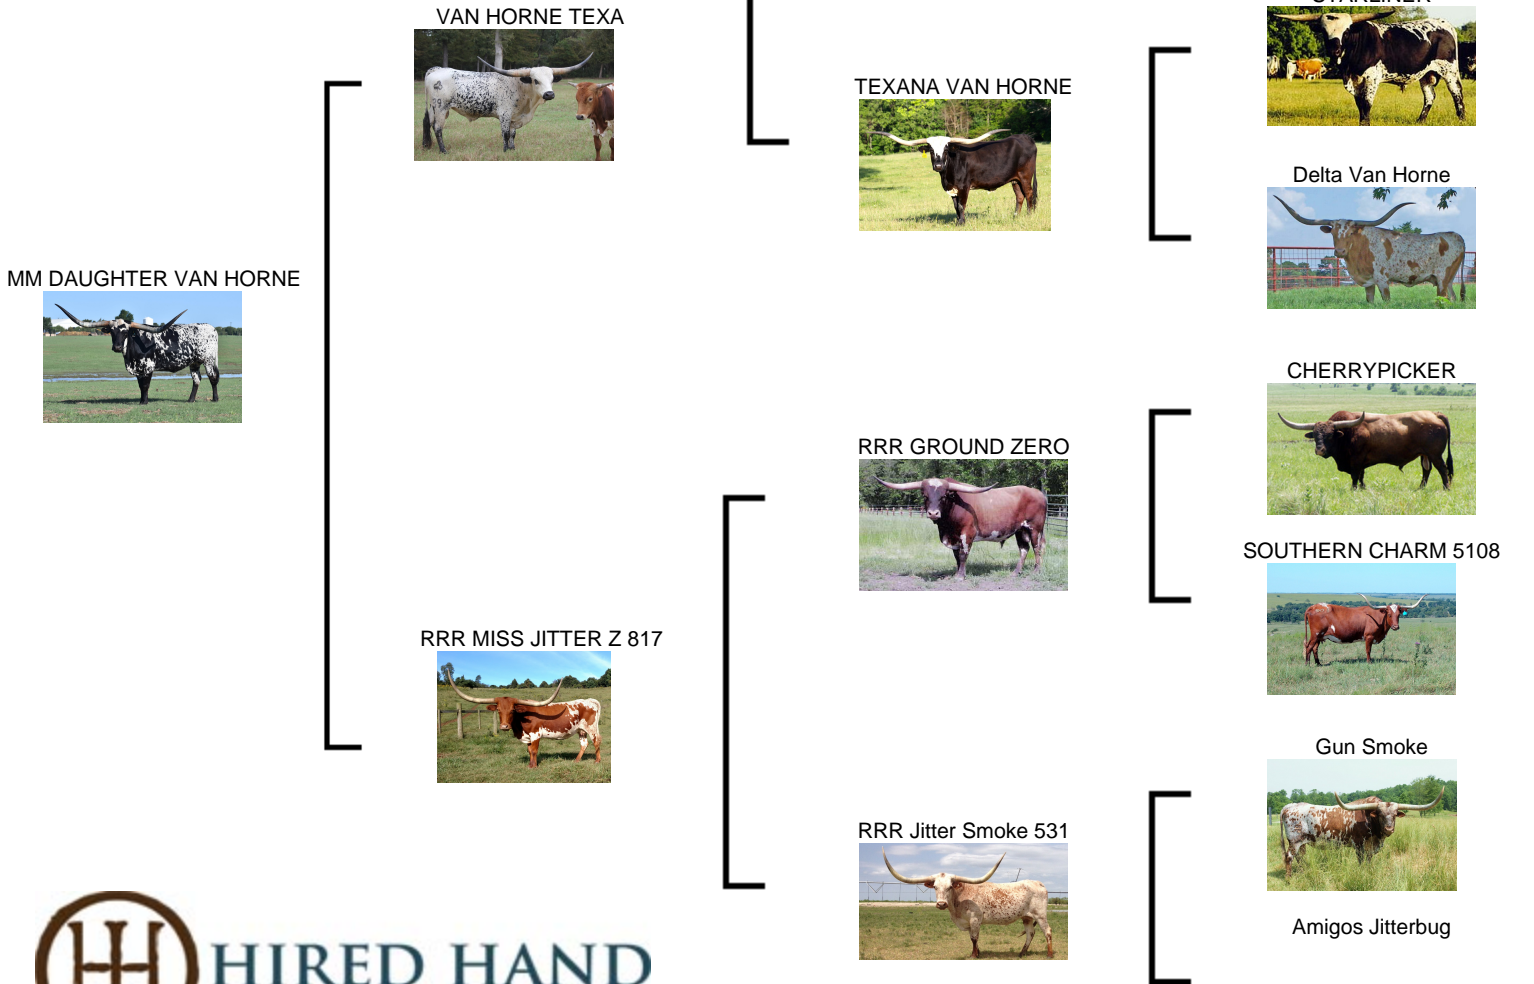 VAN HORNE TEXA
TEXANA VAN HORNE
Delta Van Horne
MM DAUGHTER VAN HORNE
CHERRYPICKER
RRR GROUND ZERO
SOUTHERN CHARM 5108
RRR MISS JITTER Z 817
Gun Smoke
RRR Jitter Smoke 531
Amigos Jitterbug
HIRED HAND